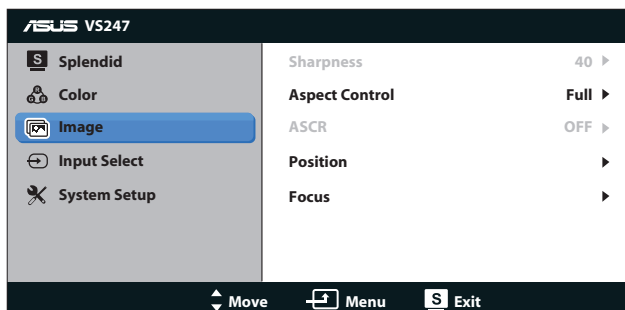 ASUS VS247
S Splendid
Color
Image
Input Select
System Setup
Sharpness 40
Aspect Control Full
ASCR OFF
Position
Focus
Move Menu S Exit